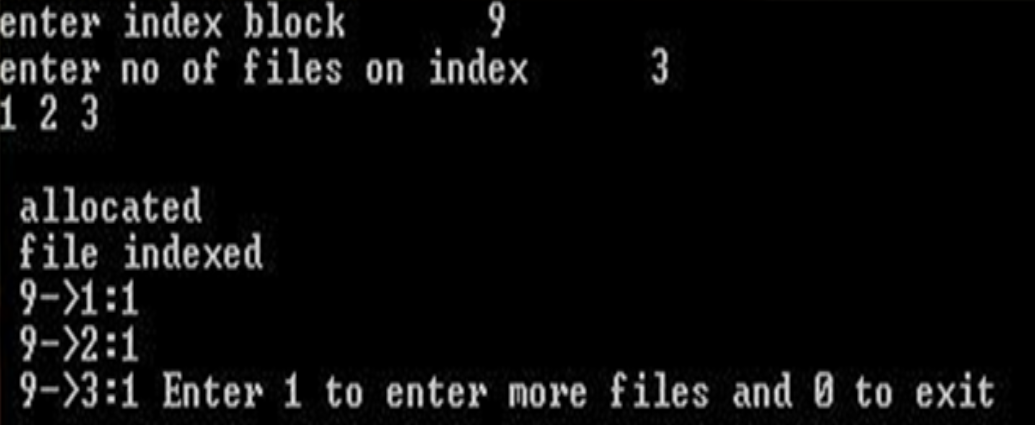 enter index block 9
enter no of files on index 3
1 2 3
allocated
file indexed
9->1:1
9->2:1
9->3:1 Enter 1 to enter more files and 0 to exit